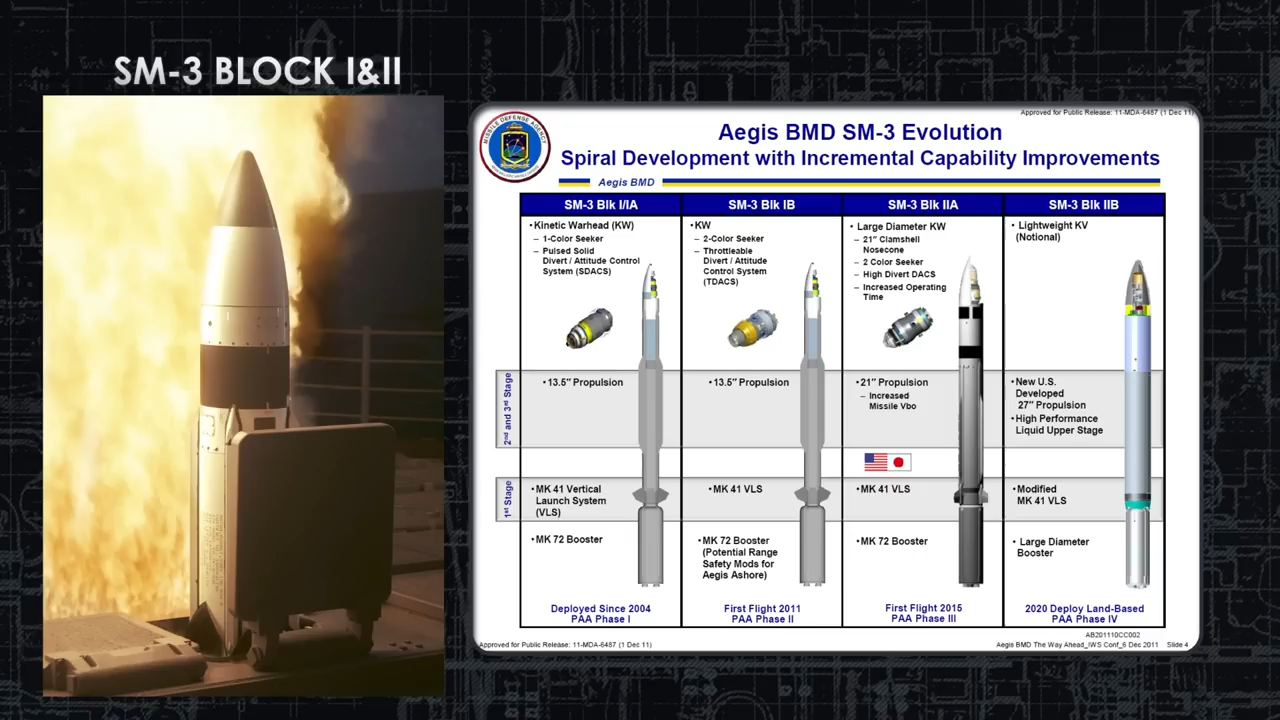 SM-3 BLOCK I&II
Approved for Public Release: 11-MDA-6487 (1 Dec 11)
MISSILE DEFENSE AGENCY
Aegis BMD SM-3 Evolution
Spiral Development with Incremental Capability Improvements
Aegis BMD
SM-3 Blk I/IA
•Kinetic Warhead (KW)
– 1-Color Seeker
– Pulsed Solid
Divert / Attitude Control
System (SDACS)
SM-3 Blk IB
•KW
– 2-Color Seeker
– Throttleable
Divert / Attitude
Control System
(TDACS)
SM-3 Blk IIA
• Large Diameter KW
– 21″ Clamshell
Nosecone
– 2 Color Seeker
– High Divert DACS
– Increased Operating
Time
SM-3 Blk IIB
• Lightweight KV
(Notional)
2nd and 3rd Stage
• 13.5″ Propulsion
• 13.5″ Propulsion
• 21″ Propulsion
– Increased
Missile Vbo
•New U.S.
Developed
27″ Propulsion
•High Performance
Liquid Upper Stage
1st Stage
• MK 41 Vertical
Launch System
(VLS)
• MK 41 VLS
•MK 41 VLS
•Modified
MK 41 VLS
• MK 72 Booster
• MK 72 Booster
(Potential Range
Safety Mods for
Aegis Ashore)
• MK 72 Booster
• Large Diameter
Booster
Deployed Since 2004
PAA Phase I
First Flight 2011
PAA Phase II
First Flight 2015
PAA Phase III
2020 Deploy Land-Based
PAA Phase IV
AB201110CC002
Approved for Public Release: 11-MDA-6487 (1 Dec 11)
Aegis BMD The Way Ahead_IWS Conf_6 Dec 2011 Slide 4